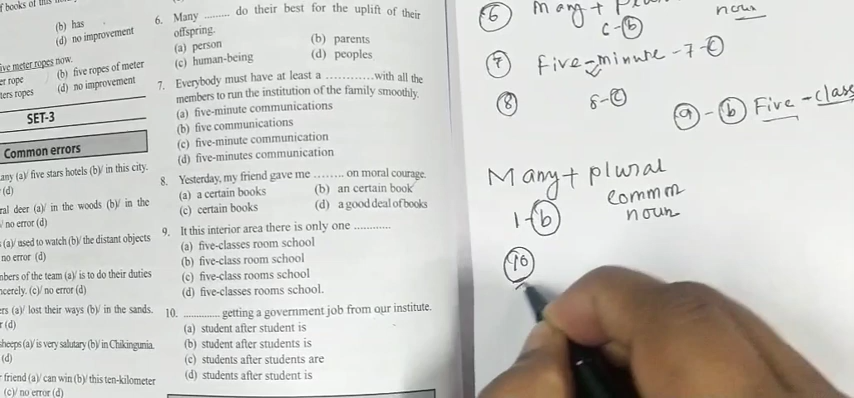 f books of this
(b) has
(d) no improvement
ive meter ropes now.
er rope
(b) five ropes of meter
ters ropes
(d) no improvement
SET-3
Common errors
any (a)/ five stars hotels (b)/ in this city.
(d)
ral deer (a)/ in the woods (b)/ in the
/ no error (d)
(a)/ used to watch (b)/ the distant objects
no error (d)
mbers of the team (a)/ is to do their duties
ncerely. (c)/ no error (d)
ers (a)/ lost their ways (b)/ in the sands.
r (d)
sheeps (a)/ is very salutary (b)/ in Chikingunia.
(d)
r friend (a)/ can win (b)/ this ten-kilometer
(c)/ no error (d)
6. Many ......... do their best for the uplift of their
offspring.
(a) person
(b) parents
(c) human-being
(d) peoples
7. Everybody must have at least a ............. with all the
members to run the institution of the family smoothly.
(a) five-minute communications
(b) five communications
(c) five-minute communication
(d) five-minutes communication
8. Yesterday, my friend gave me ........ on moral courage.
(a) a certain books
(b) an certain book
(c) certain books
(d) a good deal of books
9. It this interior area there is only one ............
(a) five-classes room school
(b) five-class room school
(c) five-class rooms school
(d) five-classes rooms school.
10. ............. getting a government job from our institute.
(a) student after student is
(b) student after students is
(c) students after students are
(d) students after student is
6 Many +
noun
6-b
7 Five-minure-7-c
8 8-c
9-b Five-class
Many + plural
common
noun
1-b
10